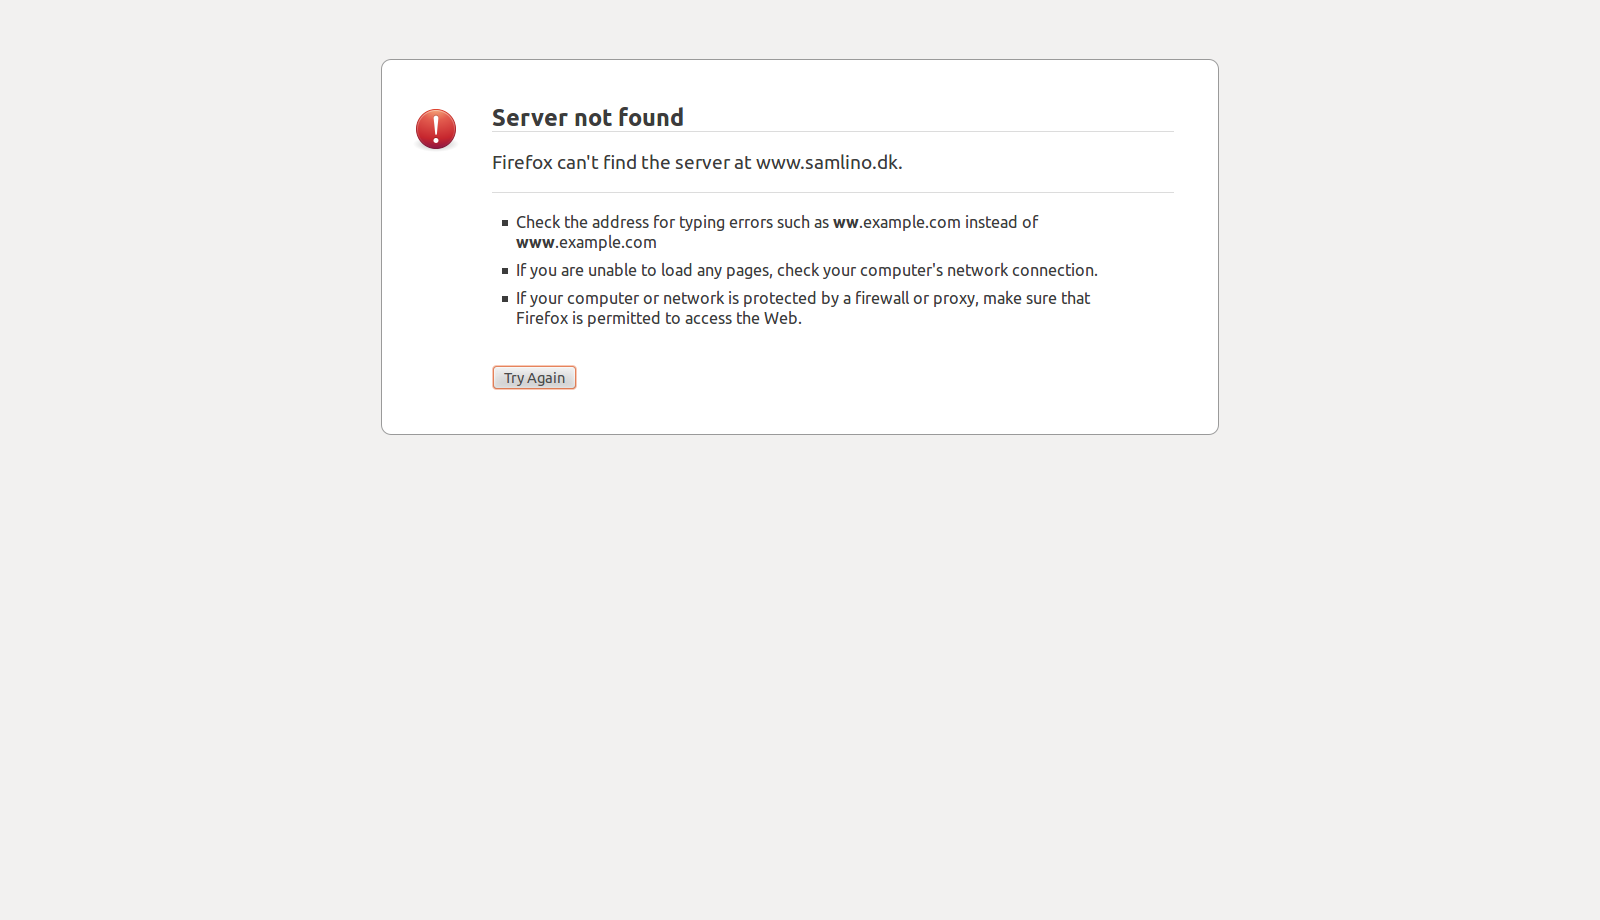 Server not found
Firefox can't find the server at www.samlino.dk.
Check the address for typing errors such as ww.example.com instead of
www.example.com
If you are unable to load any pages, check your computer's network connection.
If your computer or network is protected by a firewall or proxy, make sure that
Firefox is permitted to access the Web.
Try Again